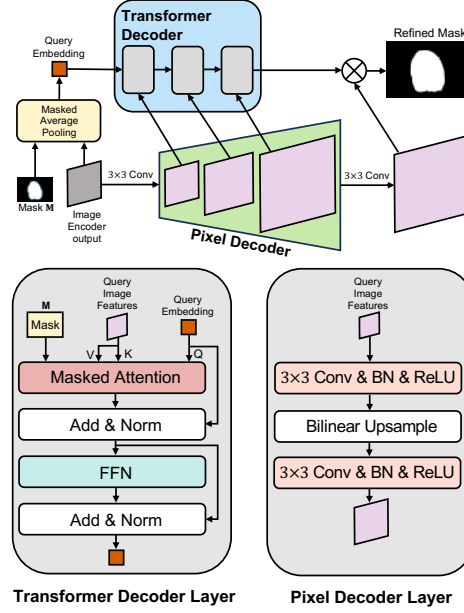 Transformer
Decoder
Query
Embedding
Refined Mask
Masked
Average
Pooling
Mask M
Image
Encoder
output
3×3 Conv
3×3 Conv
Pixel Decoder
M
Mask
Query
Image
Features
Query
Embedding
V
K
Q
Masked Attention
Add & Norm
FFN
Add & Norm
Transformer Decoder Layer
Query
Image
Features
3×3 Conv & BN & ReLU
Bilinear Upsample
3×3 Conv & BN & ReLU
Pixel Decoder Layer